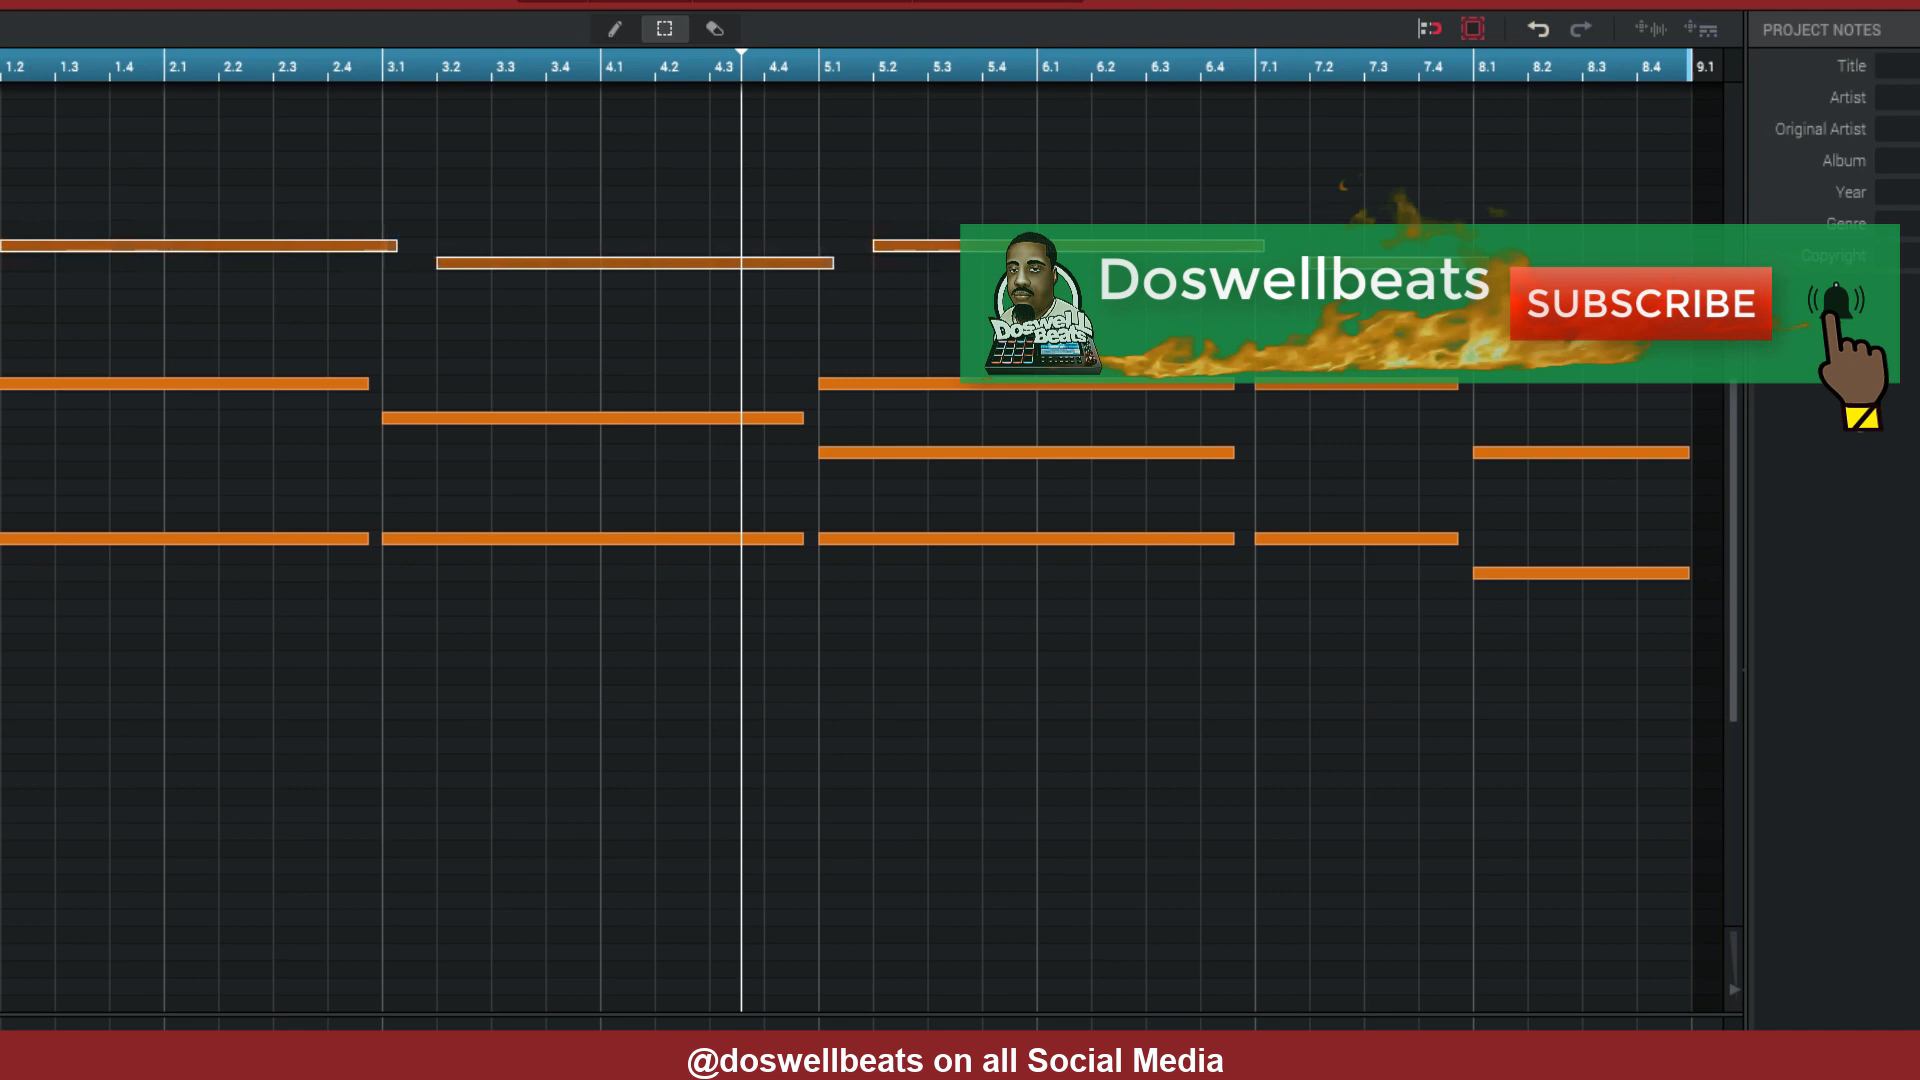 PROJECT NOTES
1.2 1.3 1.4 2.1 2.2 2.3 2.4 3.1 3.2 3.3 3.4 4.1 4.2 4.3 4.4 5.1 5.2 5.3 5.4 6.1 6.2 6.3 6.4 7.1 7.2 7.3 7.4 8.1 8.2 8.3 8.4 9.1
Title
Artist
Original Artist
Album
Year
Genre
Copyright
Doswellbeats
SUBSCRIBE
Doswell
Beats
@doswellbeats on all Social Media